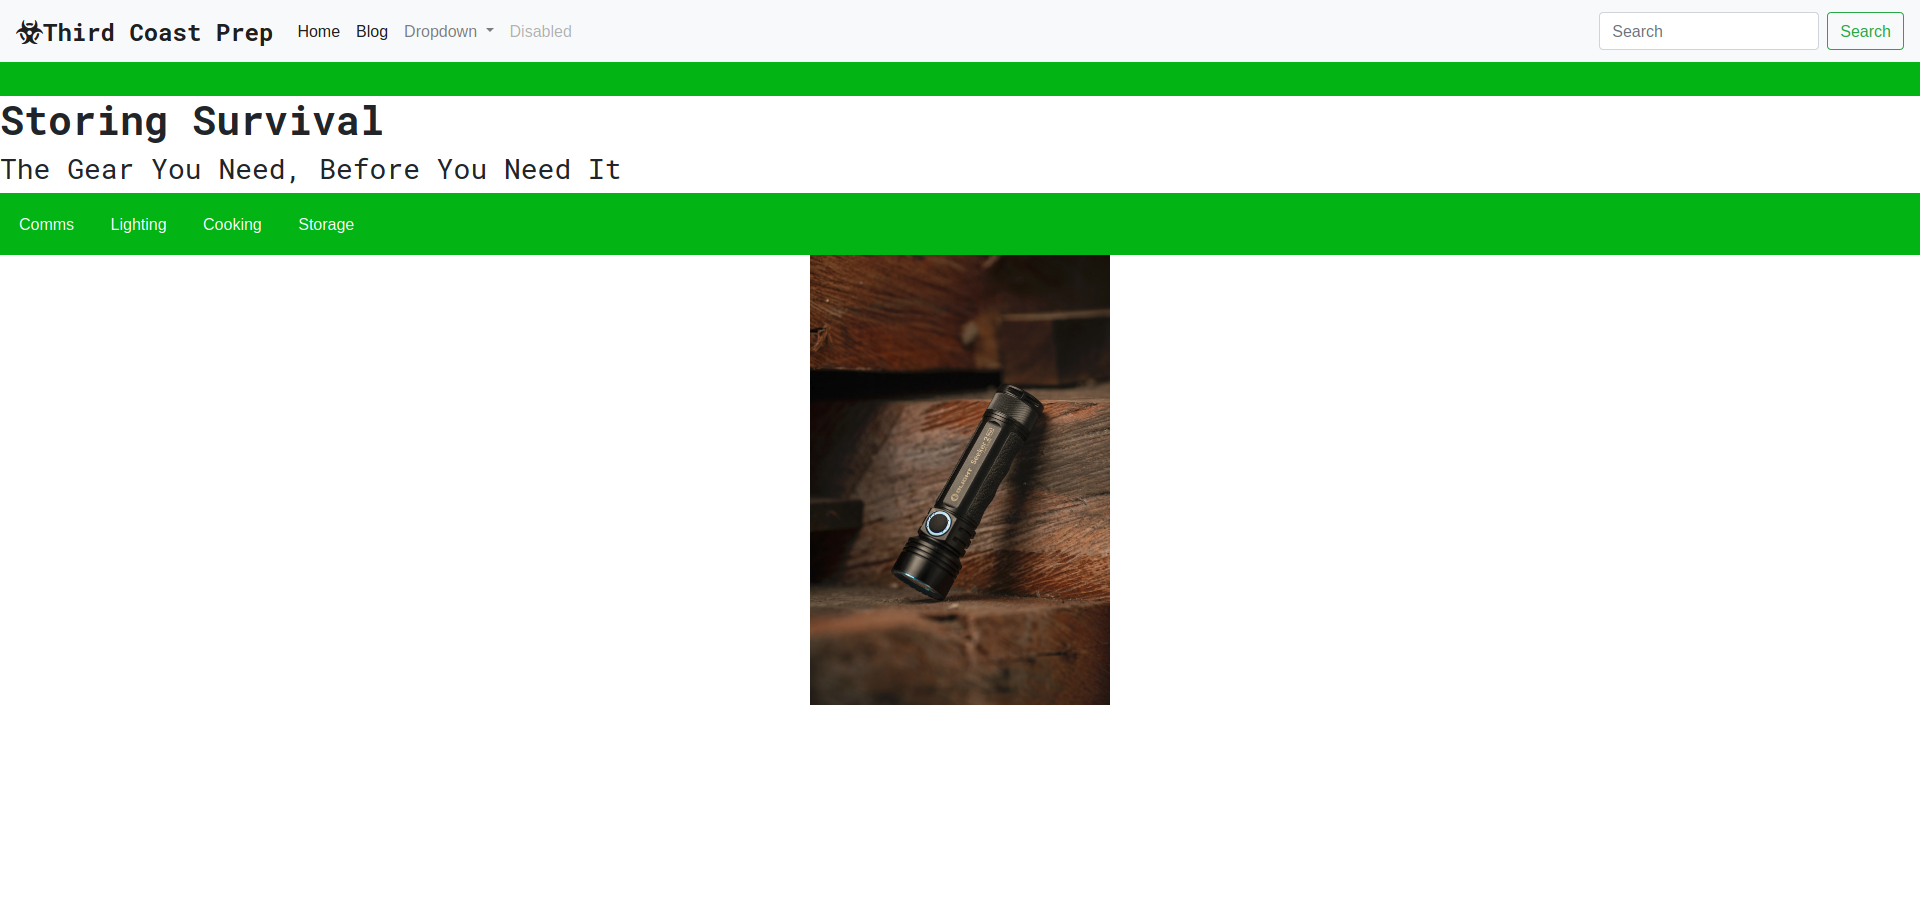 ☣Third Coast Prep Home Blog Dropdown Disabled Search Search
Storing Survival
The Gear You Need, Before You Need It
Comms Lighting Cooking Storage